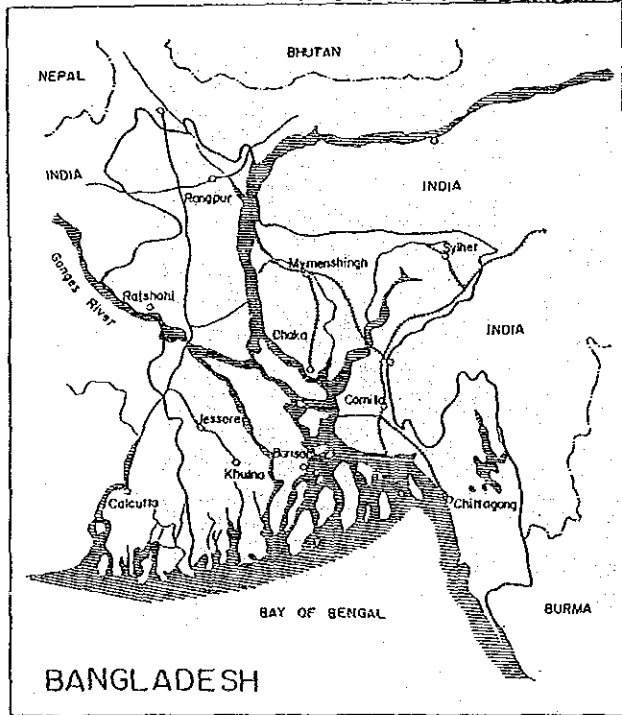 BHUTAN
NEPAL
INDIA
INDIA
Rangpur
Sylhet
Mymenshingh
Ganges River
Rajshahi
INDIA
Dhaka
Comilla
Jessore
Barisal
Khulna
Calcutta
Chittagong
BAY OF BENGAL
BURMA
BANGLADESH